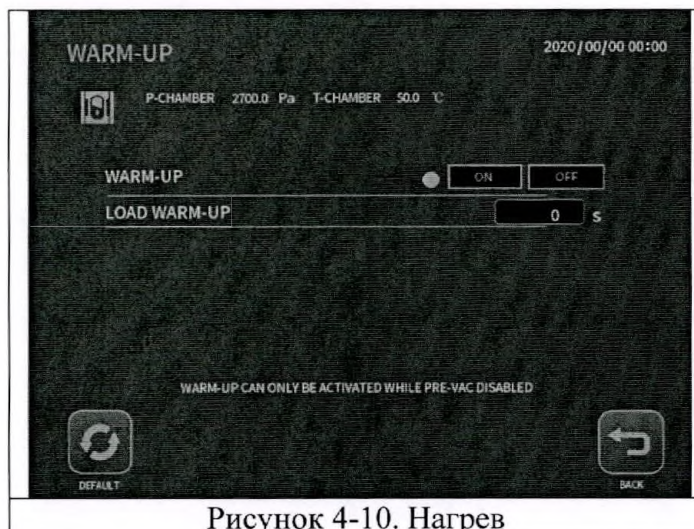 WARM-UP 2020/00/00 00:00
P-CHAMBER 2700.0 Pa T-CHAMBER 50.0 ℃
WARM-UP ON OFF
LOAD WARM-UP 0 s
WARM-UP CAN ONLY BE ACTIVATED WHILE PRE-VAC DISABLED
DEFAULT BACK
Рисунок 4-10. Нагрев